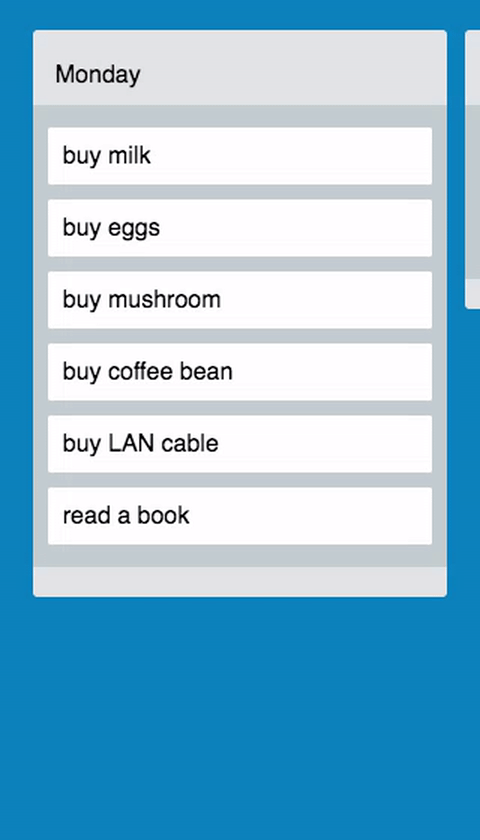 Monday
buy milk
buy eggs
buy mushroom
buy coffee bean
buy LAN cable
read a book